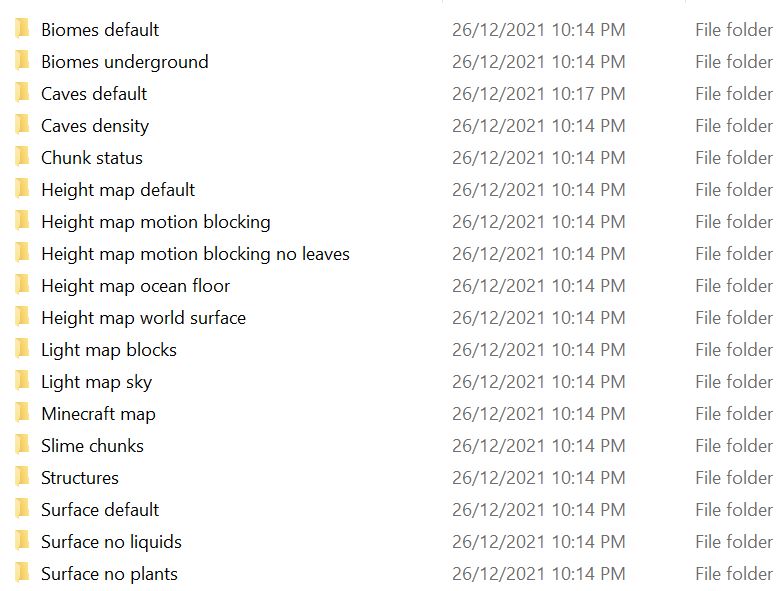 Biomes default 26/12/2021 10:14 PM File folder
Biomes underground 26/12/2021 10:14 PM File folder
Caves default 26/12/2021 10:17 PM File folder
Caves density 26/12/2021 10:14 PM File folder
Chunk status 26/12/2021 10:14 PM File folder
Height map default 26/12/2021 10:14 PM File folder
Height map motion blocking 26/12/2021 10:14 PM File folder
Height map motion blocking no leaves 26/12/2021 10:14 PM File folder
Height map ocean floor 26/12/2021 10:14 PM File folder
Height map world surface 26/12/2021 10:14 PM File folder
Light map blocks 26/12/2021 10:14 PM File folder
Light map sky 26/12/2021 10:14 PM File folder
Minecraft map 26/12/2021 10:14 PM File folder
Slime chunks 26/12/2021 10:14 PM File folder
Structures 26/12/2021 10:14 PM File folder
Surface default 26/12/2021 10:14 PM File folder
Surface no liquids 26/12/2021 10:14 PM File folder
Surface no plants 26/12/2021 10:14 PM File folder